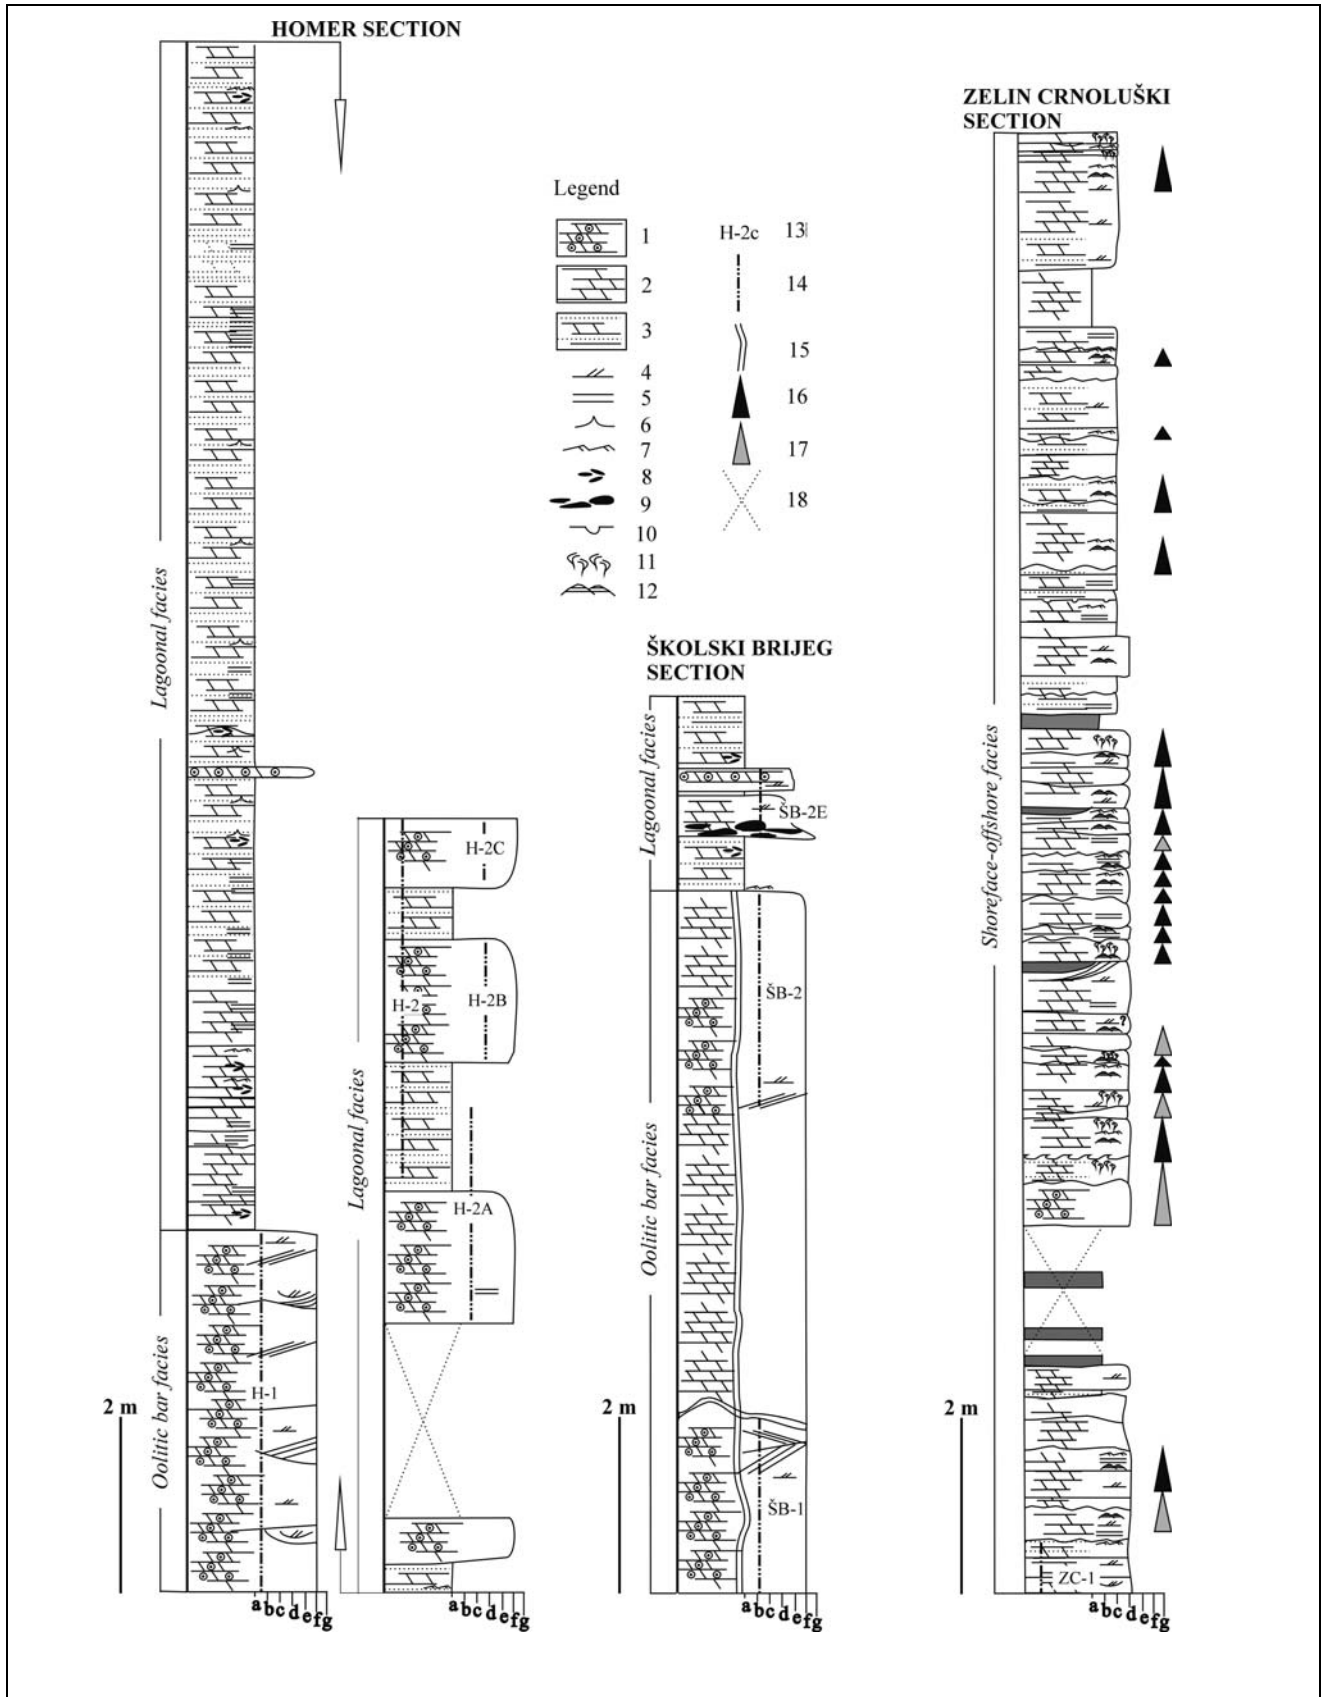 HOMER SECTION
ZELIN CRNOLUŠKI
SECTION
Legend
1
2
3
4
5
6
7
8
9
10
11
12
H-2c 13
14
15
16
17
18
ŠKOLSKI BRIJEG
SECTION
Lagoonal facies
Oolitic bar facies
H-1
2 m
abcdefg
Lagoonal facies
H-2C
H-2
H-2B
H-2A
abcdefg
Lagoonal facies
Oolitic bar facies
ŠB-2E
ŠB-2
ŠB-1
2 m
abcdefg
Shoreface-offshore facies
?
ZC-1
2 m
abcdefg